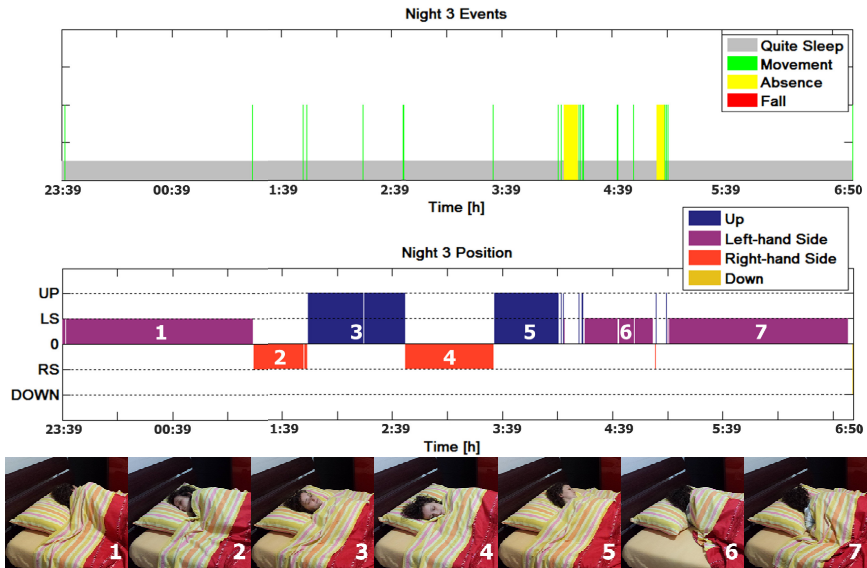 Night 3 Events
Quite Sleep
Movement
Absence
Fall
23:39 00:39 1:39 2:39 3:39 4:39 5:39 6:50
Time [h]
Up
Left-hand Side
Right-hand Side
Down
Night 3 Position
UP
LS
0
RS
DOWN
1 2 3 4 5 6 7
23:39 00:39 1:39 2:39 3:39 4:39 5:39 6:50
Time [h]
1 2 3 4 5 6 7